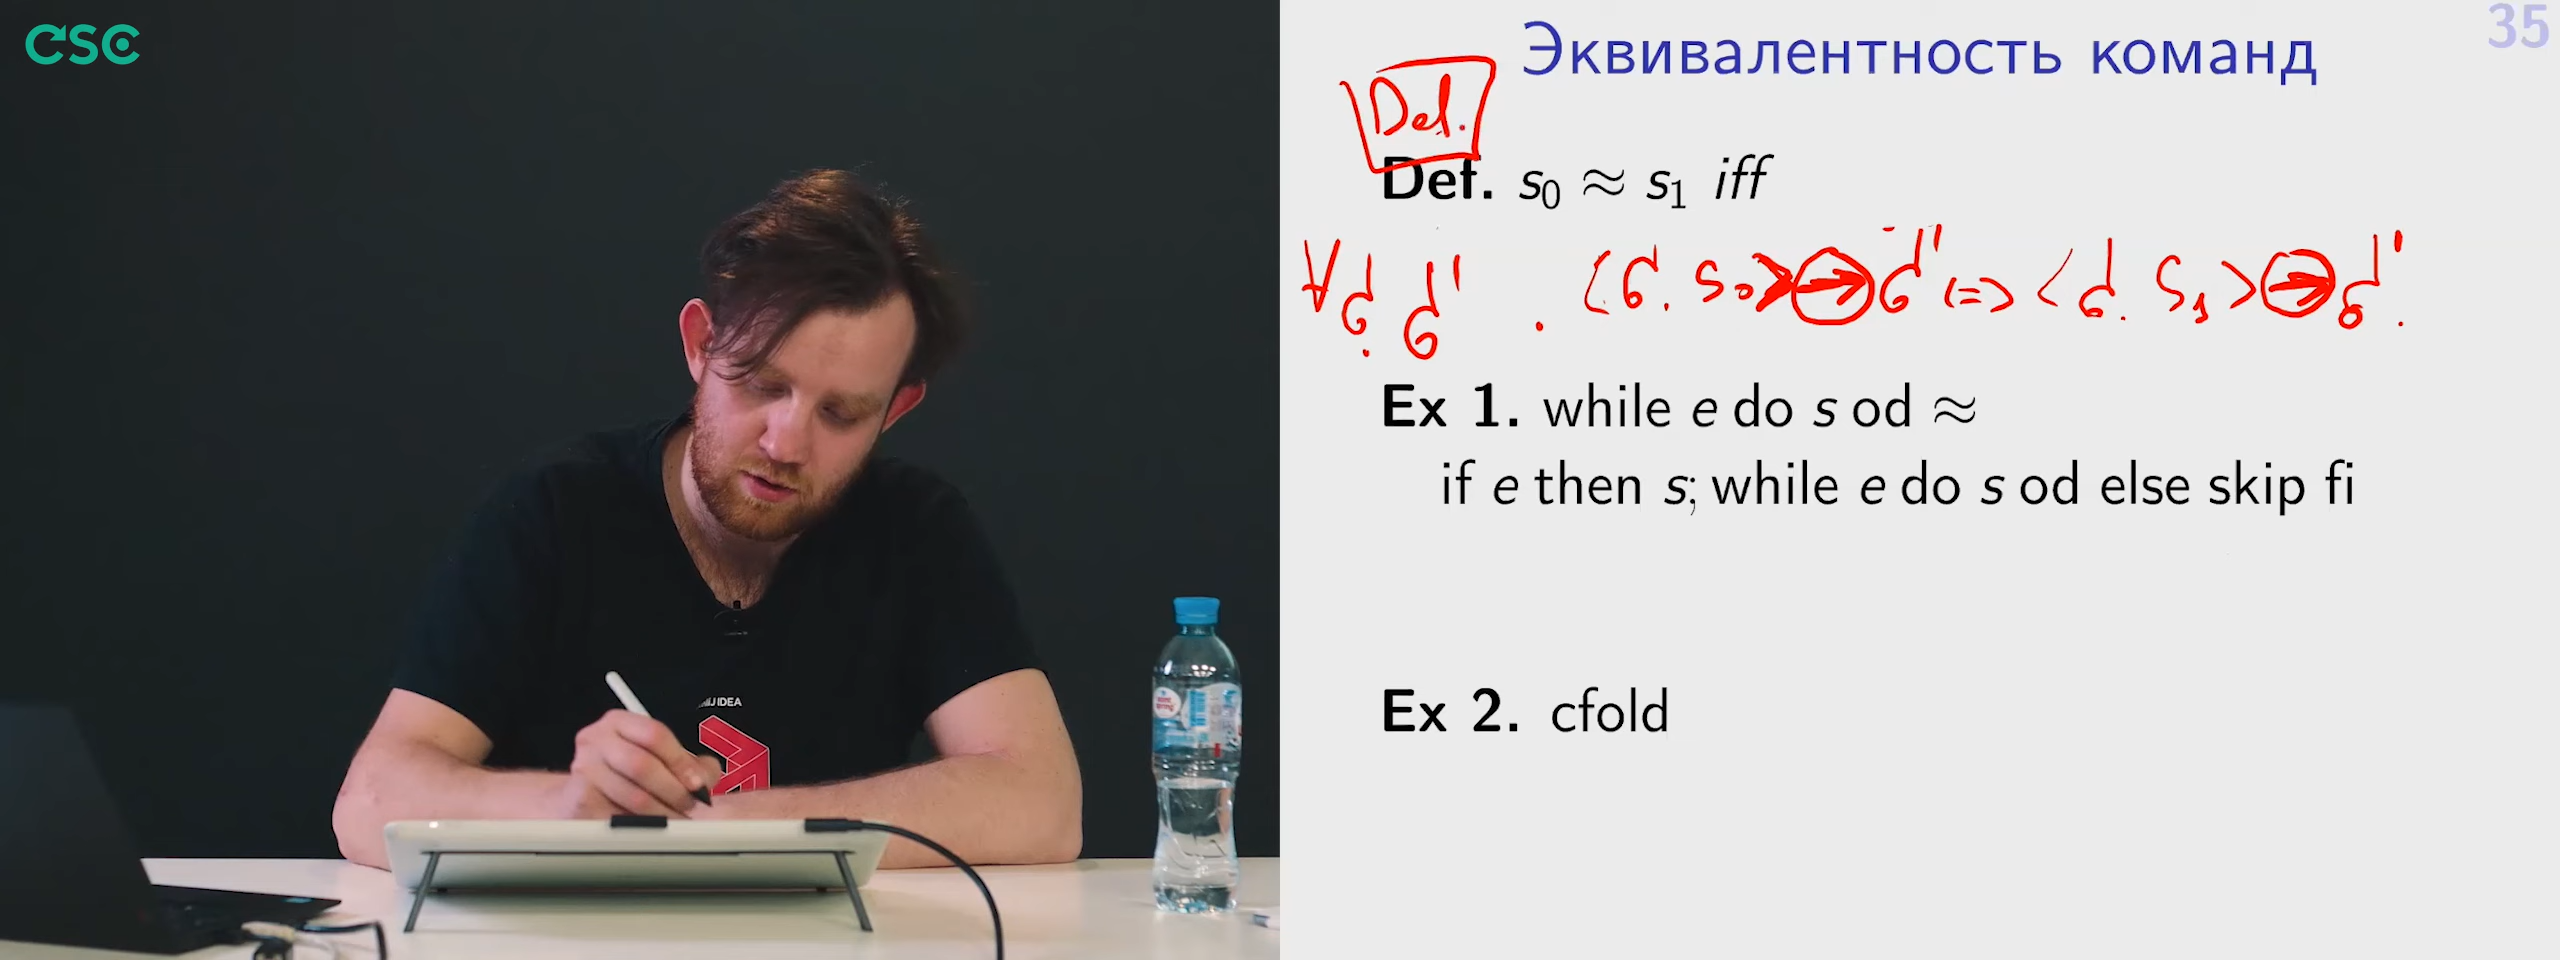 CSC
35
Эквивалентность команд
Def.
Def. s₀ ≈ s₁ iff
∀σ σ' . ⟨σ. S₀⟩ → σ' <=> ⟨σ. S₁⟩ → σ'.
Ex 1. while e do s od ≈
if e then s; while e do s od else skip fi
Ex 2. cfold
IDEA